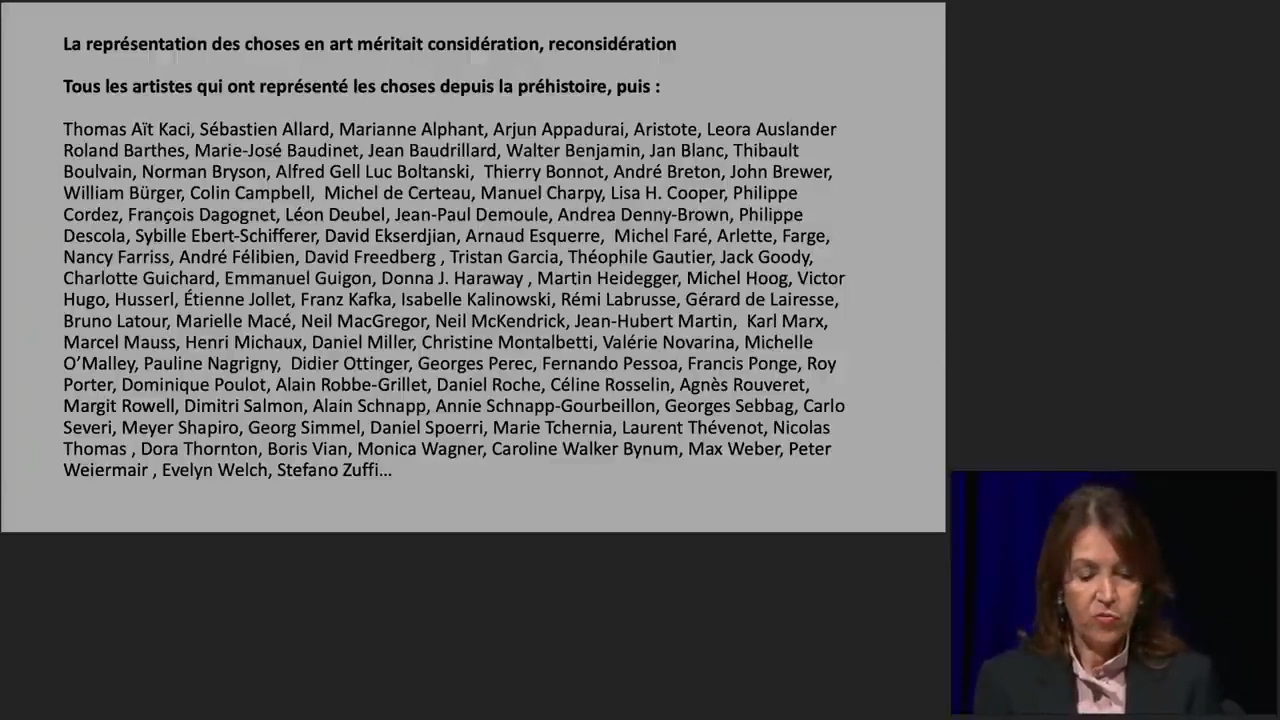 La représentation des choses en art méritait considération, reconsidération
Tous les artistes qui ont représenté les choses depuis la préhistoire, puis :
Thomas Aït Kaci, Sébastien Allard, Marianne Alphant, Arjun Appadurai, Aristote, Leora Auslander
Roland Barthes, Marie-José Baudinet, Jean Baudrillard, Walter Benjamin, Jan Blanc, Thibault
Boulvain, Norman Bryson, Alfred Gell Luc Boltanski,  Thierry Bonnot, André Breton, John Brewer,
William Bürger, Colin Campbell,  Michel de Certeau, Manuel Charpy, Lisa H. Cooper, Philippe
Cordez, François Dagognet, Léon Deubel, Jean-Paul Demoule, Andrea Denny-Brown, Philippe
Descola, Sybille Ebert-Schifferer, David Ekserdjian, Arnaud Esquerre,  Michel Faré, Arlette, Farge,
Nancy Farriss, André Félibien, David Freedberg , Tristan Garcia, Théophile Gautier, Jack Goody,
Charlotte Guichard, Emmanuel Guigon, Donna J. Haraway , Martin Heidegger, Michel Hoog, Victor
Hugo, Husserl, Étienne Jollet, Franz Kafka, Isabelle Kalinowski, Rémi Labrusse, Gérard de Lairesse,
Bruno Latour, Marielle Macé, Neil MacGregor, Neil McKendrick, Jean-Hubert Martin,  Karl Marx,
Marcel Mauss, Henri Michaux, Daniel Miller, Christine Montalbetti, Valérie Novarina, Michelle
O’Malley, Pauline Nagrigny,  Didier Ottinger, Georges Perec, Fernando Pessoa, Francis Ponge, Roy
Porter, Dominique Poulot, Alain Robbe-Grillet, Daniel Roche, Céline Rosselin, Agnès Rouveret,
Margit Rowell, Dimitri Salmon, Alain Schnapp, Annie Schnapp-Gourbeillon, Georges Sebbag, Carlo
Severi, Meyer Shapiro, Georg Simmel, Daniel Spoerri, Marie Tchernia, Laurent Thévenot, Nicolas
Thomas , Dora Thornton, Boris Vian, Monica Wagner, Caroline Walker Bynum, Max Weber, Peter
Weiermair , Evelyn Welch, Stefano Zuffi…